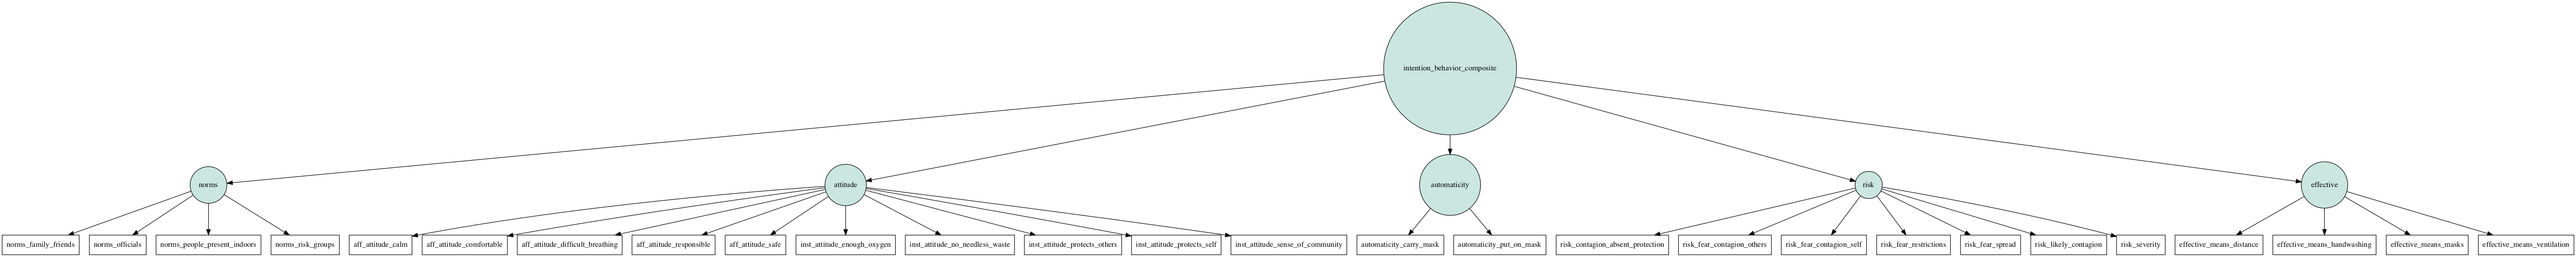 intention_behavior_composite
norms
attitude
automaticity
risk
effective
norms_family_friends
norms_officials
norms_people_present_indoors
norms_risk_groups
aff_attitude_calm
aff_attitude_comfortable
aff_attitude_difficult_breathing
aff_attitude_responsible
aff_attitude_safe
inst_attitude_enough_oxygen
inst_attitude_no_needless_waste
inst_attitude_protects_others
inst_attitude_protects_self
inst_attitude_sense_of_community
automaticity_carry_mask
automaticity_put_on_mask
risk_contagion_absent_protection
risk_fear_contagion_others
risk_fear_contagion_self
risk_fear_restrictions
risk_fear_spread
risk_likely_contagion
risk_severity
effective_means_distance
effective_means_handwashing
effective_means_masks
effective_means_ventilation